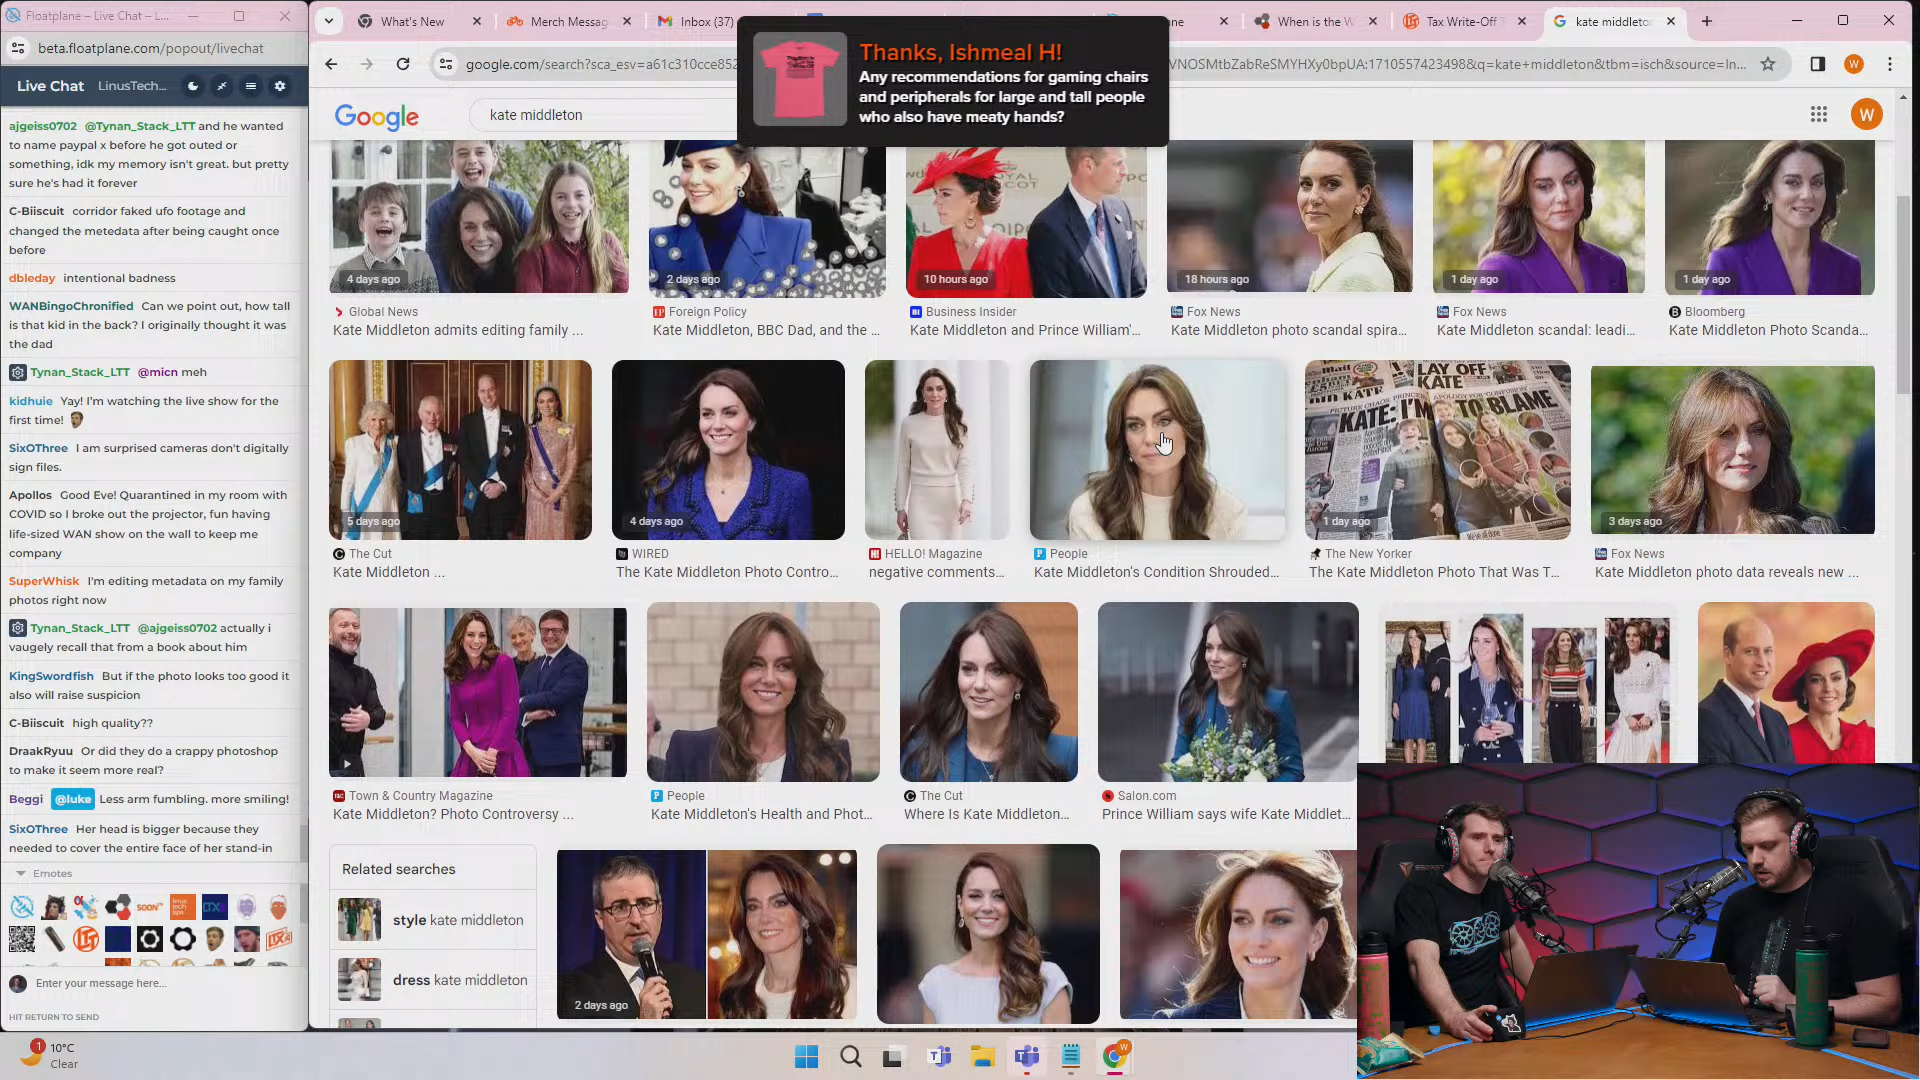 Floatplane – Live Chat – L...
beta.floatplane.com/popout/livechat
Live Chat LinusTech...
ajgeiss0702 @Tynan_Stack_LTT and he wanted
to name paypal x before he got outed or
something, idk my memory isn't great. but pretty
sure he's had it forever
C-Biiscuit corridor faked ufo footage and
changed the metedata after being caught once
before
dbleday intentional badness
WANBingoChronified Can we point out, how tall
is that kid in the back? I originally thought it was
the dad
Tynan_Stack_LTT @micn meh
kidhuie Yay! I'm watching the live show for the
first time!
SixOThree I am surprised cameras don't digitally
sign files.
Apollos Good Eve! Quarantined in my room with
COVID so I broke out the projector, fun having
life-sized WAN show on the wall to keep me
company
SuperWhisk I'm editing metadata on my family
photos right now
Tynan_Stack_LTT @ajgeiss0702 actually i
vaugely recall that from a book about him
KingSwordfish But if the photo looks too good it
also will raise suspicion
C-Biiscuit high quality??
DraakRyuu Or did they do a crappy photoshop
to make it seem more real?
Beggi @luke Less arm fumbling. more smiling!
SixOThree Her head is bigger because they
needed to cover the entire face of her stand-in
Emotes
SOON
Enter your message here...
HIT RETURN TO SEND
What's New
Merch Messag
Inbox (37)
When is the W
Tax Write-Off
kate middleton
google.com/search?sca_esv=a61c310cce852
VNOSMtbZabReSMYHXy0bpUA:1710557423498&q=kate+middleton&tbm=isch&source=ln...
W
Thanks, Ishmeal H!
Any recommendations for gaming chairs
and peripherals for large and tall people
who also have meaty hands?
Google
kate middleton
W
4 days ago
2 days ago
10 hours ago
18 hours ago
1 day ago
1 day ago
Global News
Kate Middleton admits editing family ...
Foreign Policy
Kate Middleton, BBC Dad, and the ...
Business Insider
Kate Middleton and Prince William'...
Fox News
Kate Middleton photo scandal spira...
Fox News
Kate Middleton scandal: leadi...
Bloomberg
Kate Middleton Photo Scanda...
LAY OFF
KATE
KATE: I'M
TO BLAME
5 days ago
4 days ago
1 day ago
3 days ago
The Cut
Kate Middleton ...
WIRED
The Kate Middleton Photo Contro...
HELLO! Magazine
negative comments...
People
Kate Middleton's Condition Shrouded...
The New Yorker
The Kate Middleton Photo That Was T...
Fox News
Kate Middleton photo data reveals new ...
Town & Country Magazine
Kate Middleton? Photo Controversy ...
People
Kate Middleton's Health and Phot...
The Cut
Where Is Kate Middleton...
Salon.com
Prince William says wife Kate Middlet...
Related searches
style kate middleton
dress kate middleton
2 days ago
1
10°C
Clear